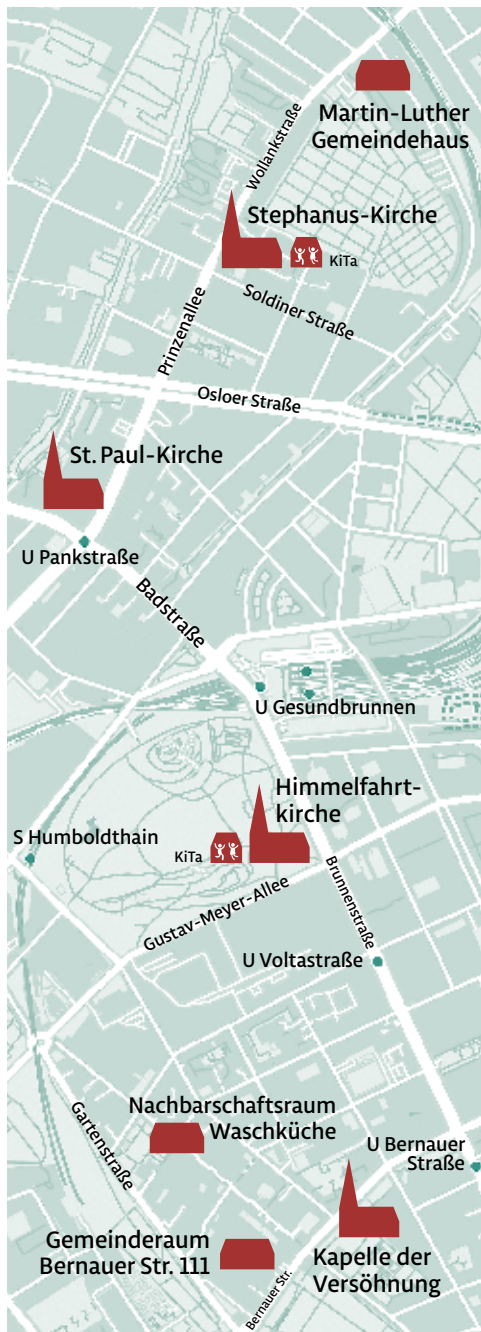 Martin-Luther
Gemeindehaus
Wollankstraße
Stephanus-Kirche
KiTa
Soldiner Straße
Prinzenallee
Osloer Straße
St. Paul-Kirche
U Pankstraße
Badstraße
U Gesundbrunnen
Himmelfahrt-
kirche
S Humboldthain
KiTa
Brunnenstraße
Gustav-Meyer-Allee
U Voltastraße
Nachbarschaftsraum
Waschküche
Gartenstraße
U Bernauer
Straße
Gemeinderaum
Bernauer Str. 111
Kapelle der
Versöhnung
Bernauer Str.